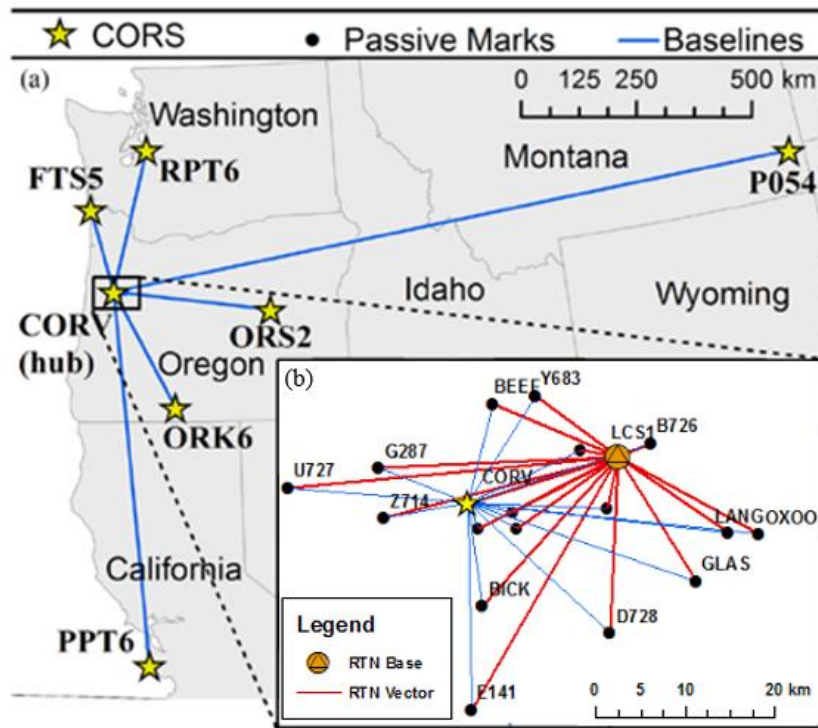 CORS Passive Marks Baselines
(a)
0 125 250 500 km
Washington
Montana
FTS5
RPT6
P054
CORV
(hub)
Idaho
Wyoming
ORS2
Oregon
ORK6
California
PPT6
(b)
BEEF
Y683
LCS1
B726
G287
U727
CORV
Z714
LANGOXOO
GLAS
BICK
D728
E141
Legend
RTN Base
RTN Vector
0 5 10 20 km